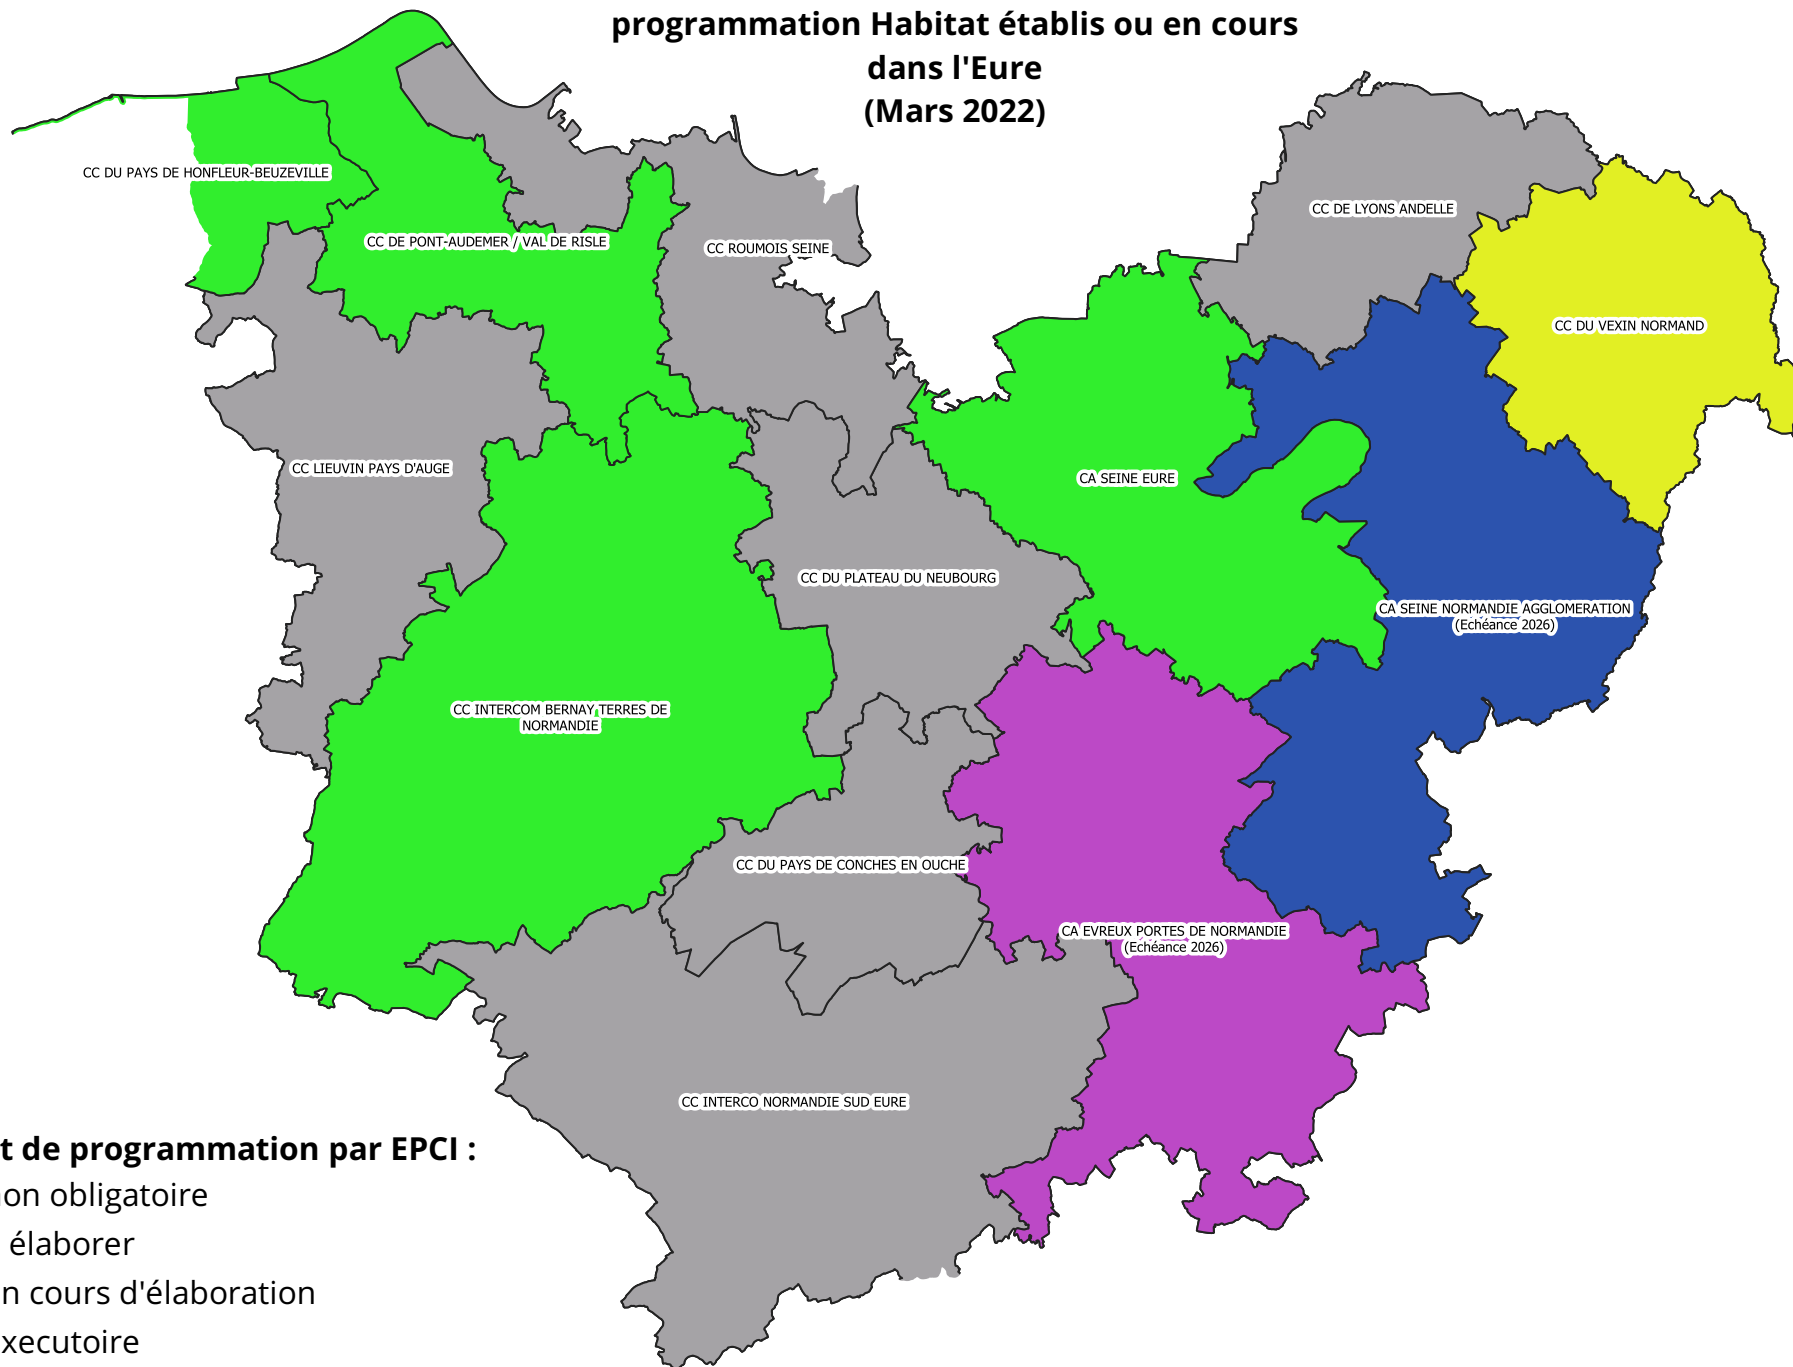 programmation Habitat établis ou en cours
dans l'Eure
(Mars 2022)
CC DU PAYS DE HONFLEUR-BEUZEVILLE
CC DE PONT-AUDEMER / VAL DE RISLE
CC ROUMOIS SEINE
CC DE LYONS ANDELLE
CC DU VEXIN NORMAND
CC LIEUVIN PAYS D'AUGE
CA SEINE EURE
CC DU PLATEAU DU NEUBOURG
CA SEINE NORMANDIE AGGLOMERATION
(Echéance 2026)
CC INTERCOM BERNAY TERRES DE
NORMANDIE
CC DU PAYS DE CONCHES EN OUCHE
CA EVREUX PORTES DE NORMANDIE
(Echéance 2026)
CC INTERCO NORMANDIE SUD EURE
t de programmation par EPCI :
non obligatoire
élaborer
n cours d'élaboration
xecutoire